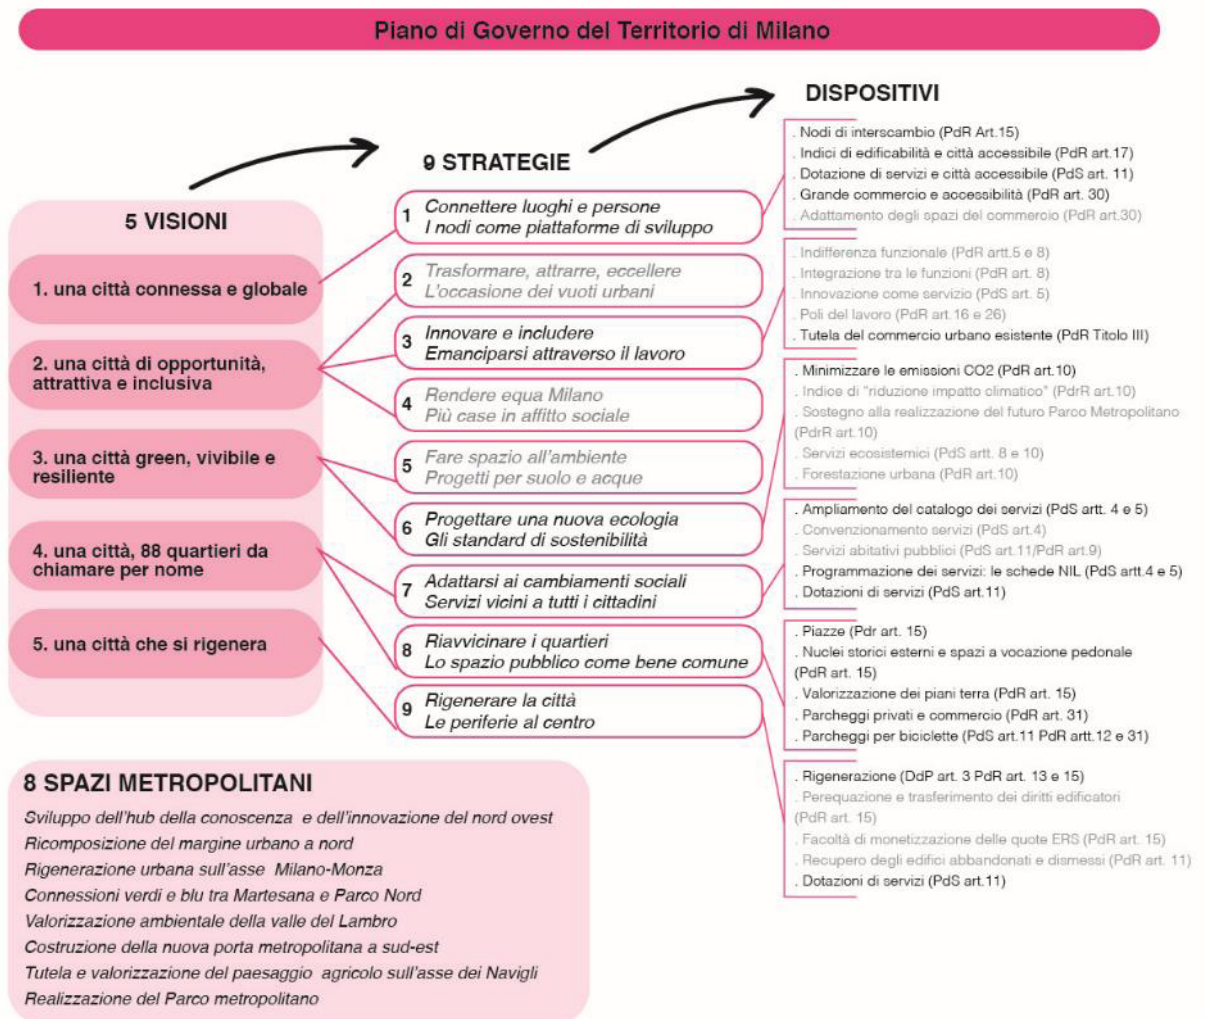 Piano di Governo del Territorio di Milano
5 VISIONI
1. una città connessa e globale
2. una città di opportunità,
attrattiva e inclusiva
3. una città green, vivibile e
resiliente
4. una città, 88 quartieri da
chiamare per nome
5. una città che si rigenera
9 STRATEGIE
1 Connettere luoghi e persone
I nodi come piattaforme di sviluppo
2 Trasformare, attrarre, eccellere
L'occasione dei vuoti urbani
3 Innovare e includere
Emanciparsi attraverso il lavoro
4 Rendere equa Milano
Più case in affitto sociale
5 Fare spazio all'ambiente
Progetti per suolo e acque
6 Progettare una nuova ecologia
Gli standard di sostenibilità
7 Adattarsi ai cambiamenti sociali
Servizi vicini a tutti i cittadini
8 Riavvicinare i quartieri
Lo spazio pubblico come bene comune
9 Rigenerare la città
Le periferie al centro
DISPOSITIVI
. Nodi di interscambio (PdR Art.15)
. Indici di edificabilità e città accessibile (PdR art.17)
. Dotazione di servizi e città accessibile (PdS art. 11)
. Grande commercio e accessibilità (PdR art. 30)
. Adattamento degli spazi del commercio (PdR art.30)
. Indifferenza funzionale (PdR artt.5 e 8)
. Integrazione tra le funzioni (PdR art. 8)
. Innovazione come servizio (PdS art. 5)
. Poli del lavoro (PdR art.16 e 26)
. Tutela del commercio urbano esistente (PdR Titolo III)
. Minimizzare le emissioni CO2 (PdR art.10)
. Indice di "riduzione impatto climatico" (PdrR art.10)
. Sostegno alla realizzazione del futuro Parco Metropolitano
(PdrR art.10)
. Servizi ecosistemici (PdS artt. 8 e 10)
. Forestazione urbana (PdR art.10)
. Ampliamento del catalogo dei servizi (PdS artt. 4 e 5)
. Convenzionamento servizi (PdS art.4)
. Servizi abitativi pubblici (PdS art.11/PdR art.9)
. Programmazione dei servizi: le schede NIL (PdS artt.4 e 5)
. Dotazioni di servizi (PdS art.11)
. Piazze (Pdr art. 15)
. Nuclei storici esterni e spazi a vocazione pedonale
(PdR art. 15)
. Valorizzazione dei piani terra (PdR art. 15)
. Parcheggi privati e commercio (PdR art. 31)
. Parcheggi per biciclette (PdS art.11 PdR artt.12 e 31)
. Rigenerazione (DdP art. 3 PdR art. 13 e 15)
. Perequazione e trasferimento dei diritti edificatori
(PdR art. 15)
. Facoltà di monetizzazione delle quote ERS (PdR art. 15)
. Recupero degli edifici abbandonati e dismessi (PdR art. 11)
. Dotazioni di servizi (PdS art.11)
8 SPAZI METROPOLITANI
Sviluppo dell'hub della conoscenza e dell'innovazione del nord ovest
Ricomposizione del margine urbano a nord
Rigenerazione urbana sull'asse Milano-Monza
Connessioni verdi e blu tra Martesana e Parco Nord
Valorizzazione ambientale della valle del Lambro
Costruzione della nuova porta metropolitana a sud-est
Tutela e valorizzazione del paesaggio agricolo sull'asse dei Navigli
Realizzazione del Parco metropolitano